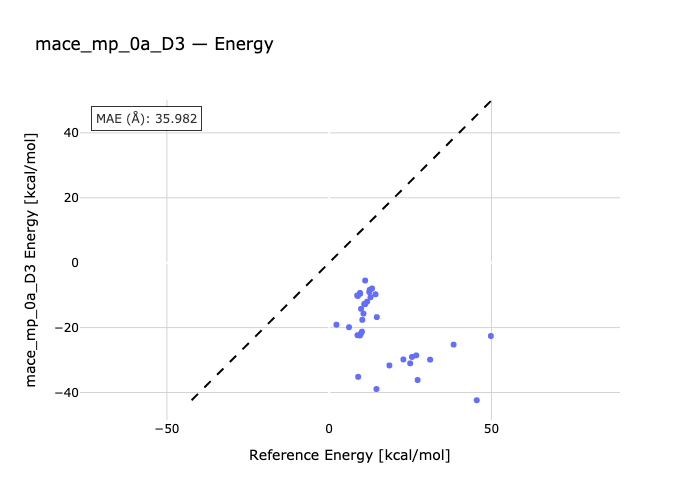 mace_mp_0a_D3 — Energy
MAE (Å): 35.982
mace_mp_0a_D3 Energy [kcal/mol]
40
20
0
−20
−40
−50
0
50
Reference Energy [kcal/mol]